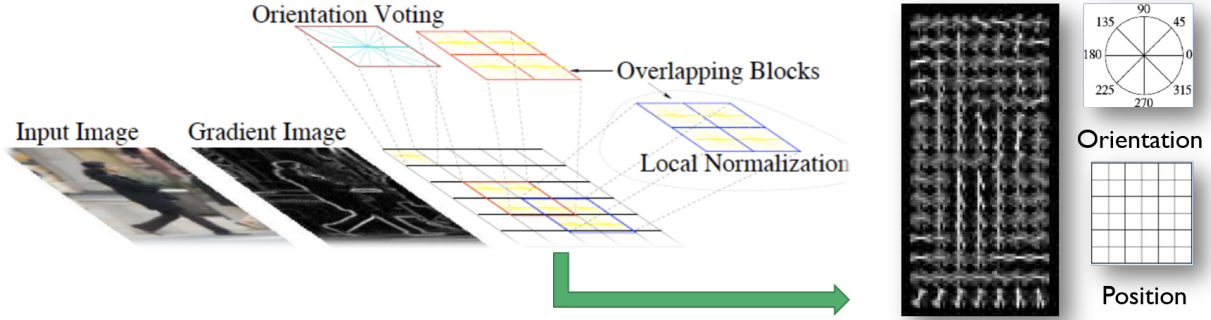 Orientation Voting
Overlapping Blocks
Input Image
Gradient Image
Local Normalization
90
135
45
180
0
225
315
270
Orientation
Position